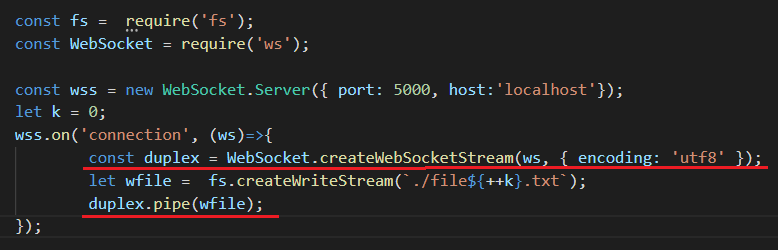 const fs =  require('fs');
const WebSocket = require('ws');
const wss = new WebSocket.Server({ port: 5000, host:'localhost'});
let k = 0;
wss.on('connection', (ws)=>{
const duplex = WebSocket.createWebSocketStream(ws, { encoding: 'utf8' });
let wfile =  fs.createWriteStream(`./file${++k}.txt`);
duplex.pipe(wfile);
});